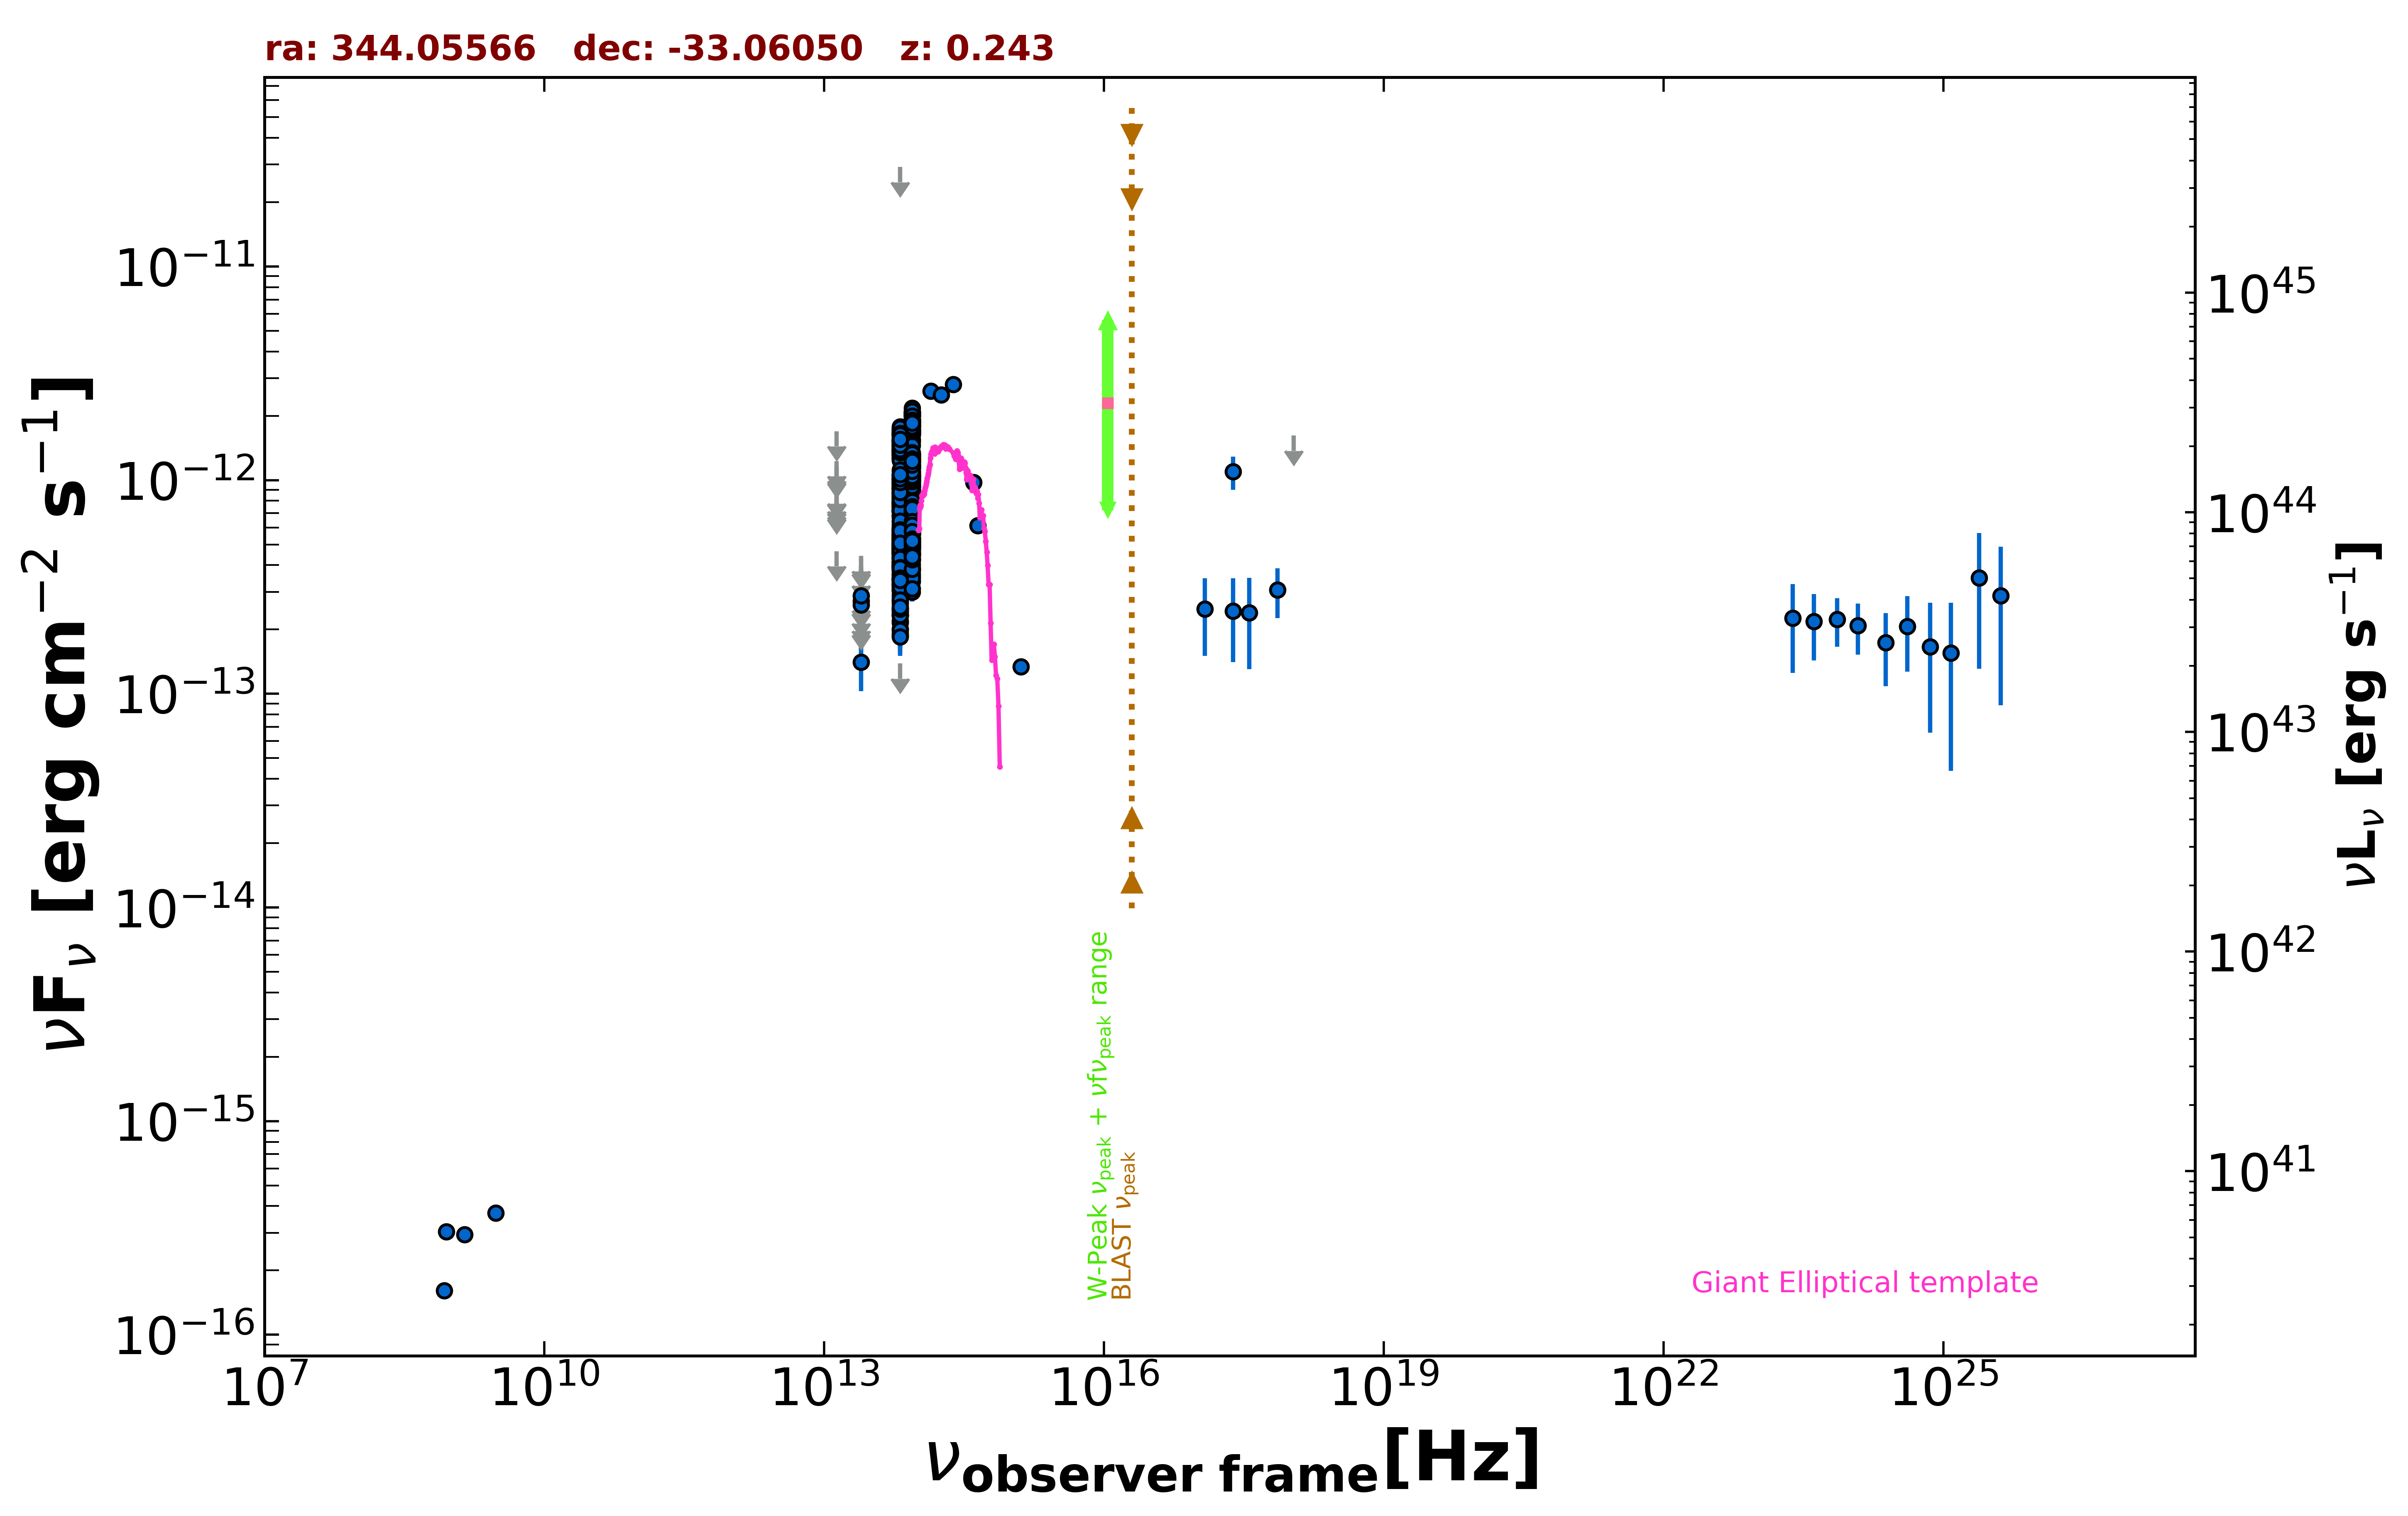 ra: 344.05566   dec: -33.06050   z: 0.243
νFν [erg cm−2 s−1]
10−11
10−12
10−13
10−14
10−15
10−16
W-Peak νpeak + νfνpeak range
BLAST νpeak
Giant Elliptical template
1045
1044
1043
1042
1041
νLν [erg s−1]
107 1010 1013 1016 1019 1022 1025
νobserver frame[Hz]